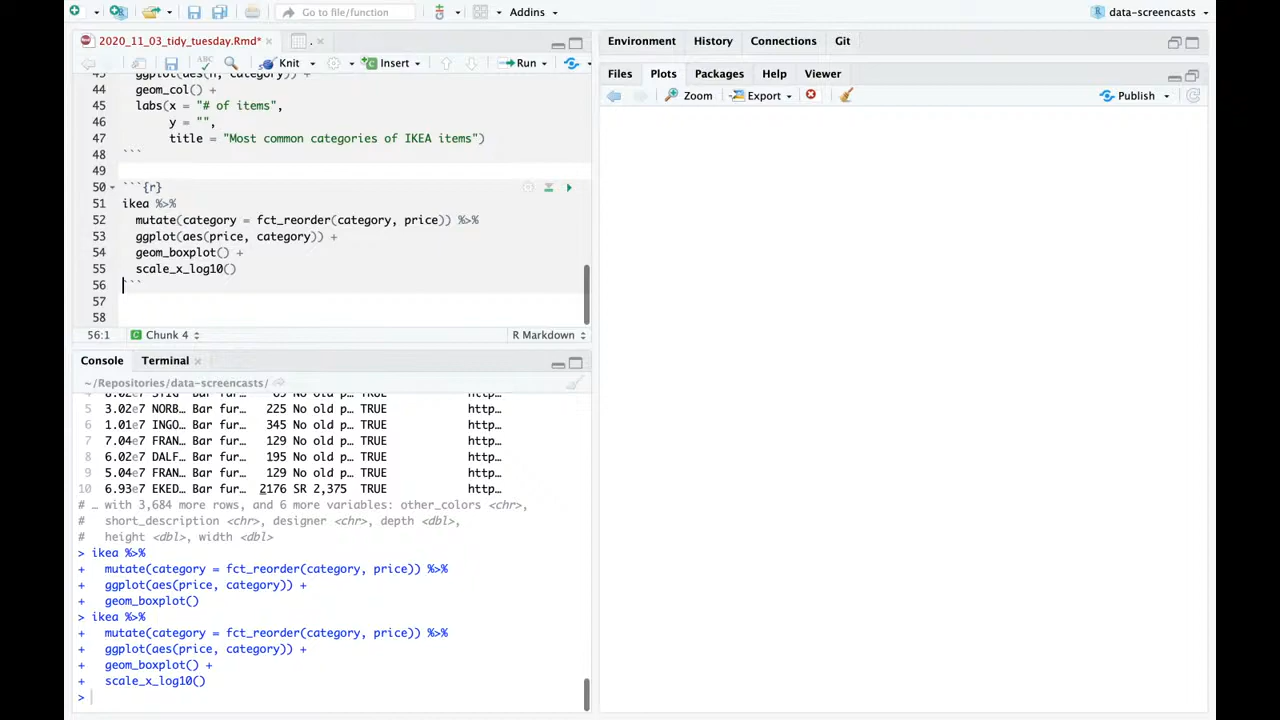 Go to file/function
Addins
data-screencasts
2020_11_03_tidy_tuesday.Rmd*
.
Environment
History
Connections
Git
Knit
Insert
Run
Files
Plots
Packages
Help
Viewer
Zoom
Export
Publish
ABC
43 ggplot(aes(n, category)) +
44 geom_col() +
45 labs(x = "# of items",
46 y = "",
47 title = "Most common categories of IKEA items")
48 ```
49
50 ```{r}
51 ikea %>%
52 mutate(category = fct_reorder(category, price)) %>%
53 ggplot(aes(price, category)) +
54 geom_boxplot() +
55 scale_x_log10()
56 ```
57
58
56:1 Chunk 4 R Markdown
Console Terminal
~/Repositories/data-screencasts/
5 3.02e7 NORB… Bar fur… 225 No old p… TRUE http…
6 1.01e7 INGO… Bar fur… 345 No old p… TRUE http…
7 7.04e7 FRAN… Bar fur… 129 No old p… TRUE http…
8 6.02e7 DALF… Bar fur… 195 No old p… TRUE http…
9 5.04e7 FRAN… Bar fur… 129 No old p… TRUE http…
10 6.93e7 EKED… Bar fur… 2176 SR 2,375 TRUE http…
# … with 3,684 more rows, and 6 more variables: other_colors <chr>,
# short_description <chr>, designer <chr>, depth <dbl>,
# height <dbl>, width <dbl>
> ikea %>%
+ mutate(category = fct_reorder(category, price)) %>%
+ ggplot(aes(price, category)) +
+ geom_boxplot()
> ikea %>%
+ mutate(category = fct_reorder(category, price)) %>%
+ ggplot(aes(price, category)) +
+ geom_boxplot() +
+ scale_x_log10()
>